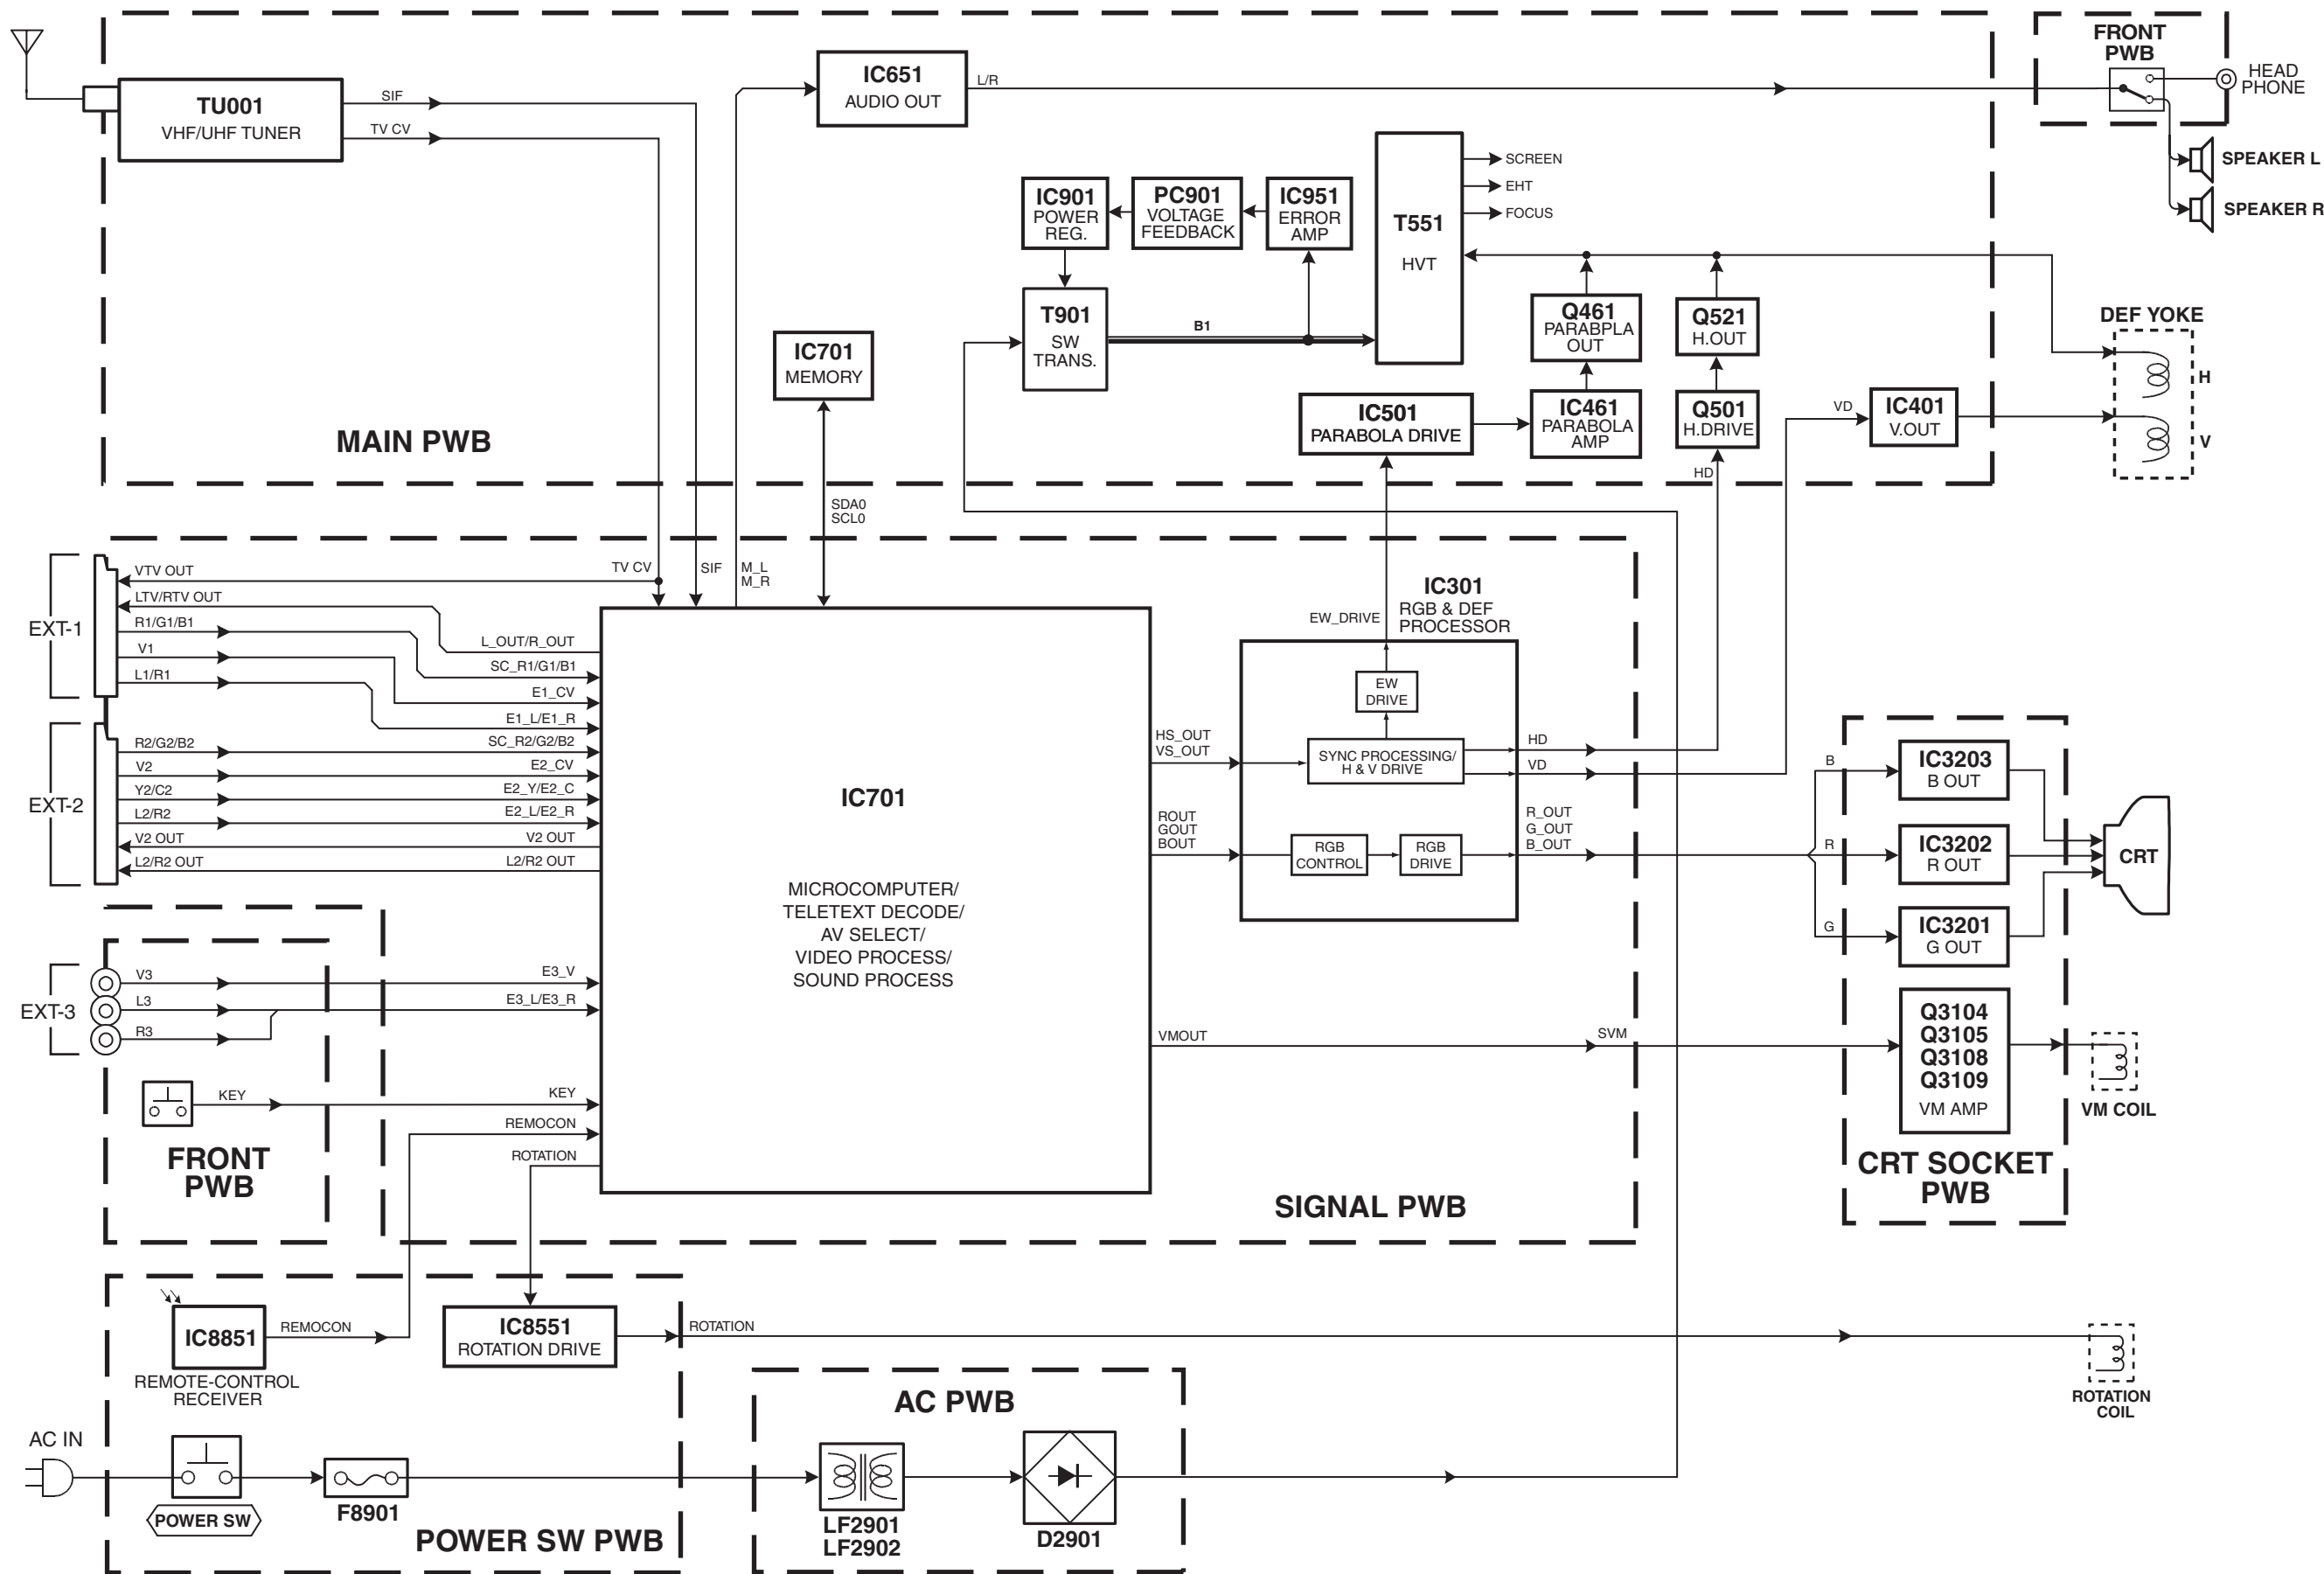 TU001
VHF/UHF TUNER
SIF
TV CV
IC651
AUDIO OUT
L/R
FRONT
PWB
HEAD
PHONE
SPEAKER L
SPEAKER R
IC901
POWER
REG.
PC901
VOLTAGE
FEEDBACK
IC951
ERROR
AMP
T551
HVT
SCREEN
EHT
FOCUS
T901
SW
TRANS.
B1
IC701
MEMORY
Q461
PARABPLA
OUT
Q521
H.OUT
DEF YOKE
H
V
IC501
PARABOLA DRIVE
IC461
PARABOLA
AMP
Q501
H.DRIVE
HD
VD
IC401
V.OUT
MAIN PWB
SDA0
SCL0
EXT-1
VTV OUT
LTV/RTV OUT
R1/G1/B1
V1
L1/R1
TV CV
SIF
M_L
M_R
L_OUT/R_OUT
SC_R1/G1/B1
E1_CV
E1_L/E1_R
EXT-2
R2/G2/B2
V2
Y2/C2
L2/R2
V2 OUT
L2/R2 OUT
SC_R2/G2/B2
E2_CV
E2_Y/E2_C
E2_L/E2_R
V2 OUT
L2/R2 OUT
IC701
MICROCOMPUTER/
TELETEXT DECODE/
AV SELECT/
VIDEO PROCESS/
SOUND PROCESS
EW_DRIVE
IC301
RGB & DEF
PROCESSOR
EW
DRIVE
SYNC PROCESSING/
H & V DRIVE
HS_OUT
VS_OUT
HD
VD
ROUT
GOUT
BOUT
RGB
CONTROL
RGB
DRIVE
R_OUT
G_OUT
B_OUT
B
R
G
IC3203
B OUT
IC3202
R OUT
IC3201
G OUT
CRT
EXT-3
V3
L3
R3
E3_V
E3_L/E3_R
VMOUT
SVM
Q3104
Q3105
Q3108
Q3109
VM AMP
VM COIL
KEY
KEY
REMOCON
ROTATION
FRONT
PWB
SIGNAL PWB
CRT SOCKET
PWB
IC8851
REMOTE-CONTROL
RECEIVER
REMOCON
IC8551
ROTATION DRIVE
ROTATION
ROTATION
COIL
AC PWB
AC IN
POWER SW
F8901
POWER SW PWB
LF2901
LF2902
D2901